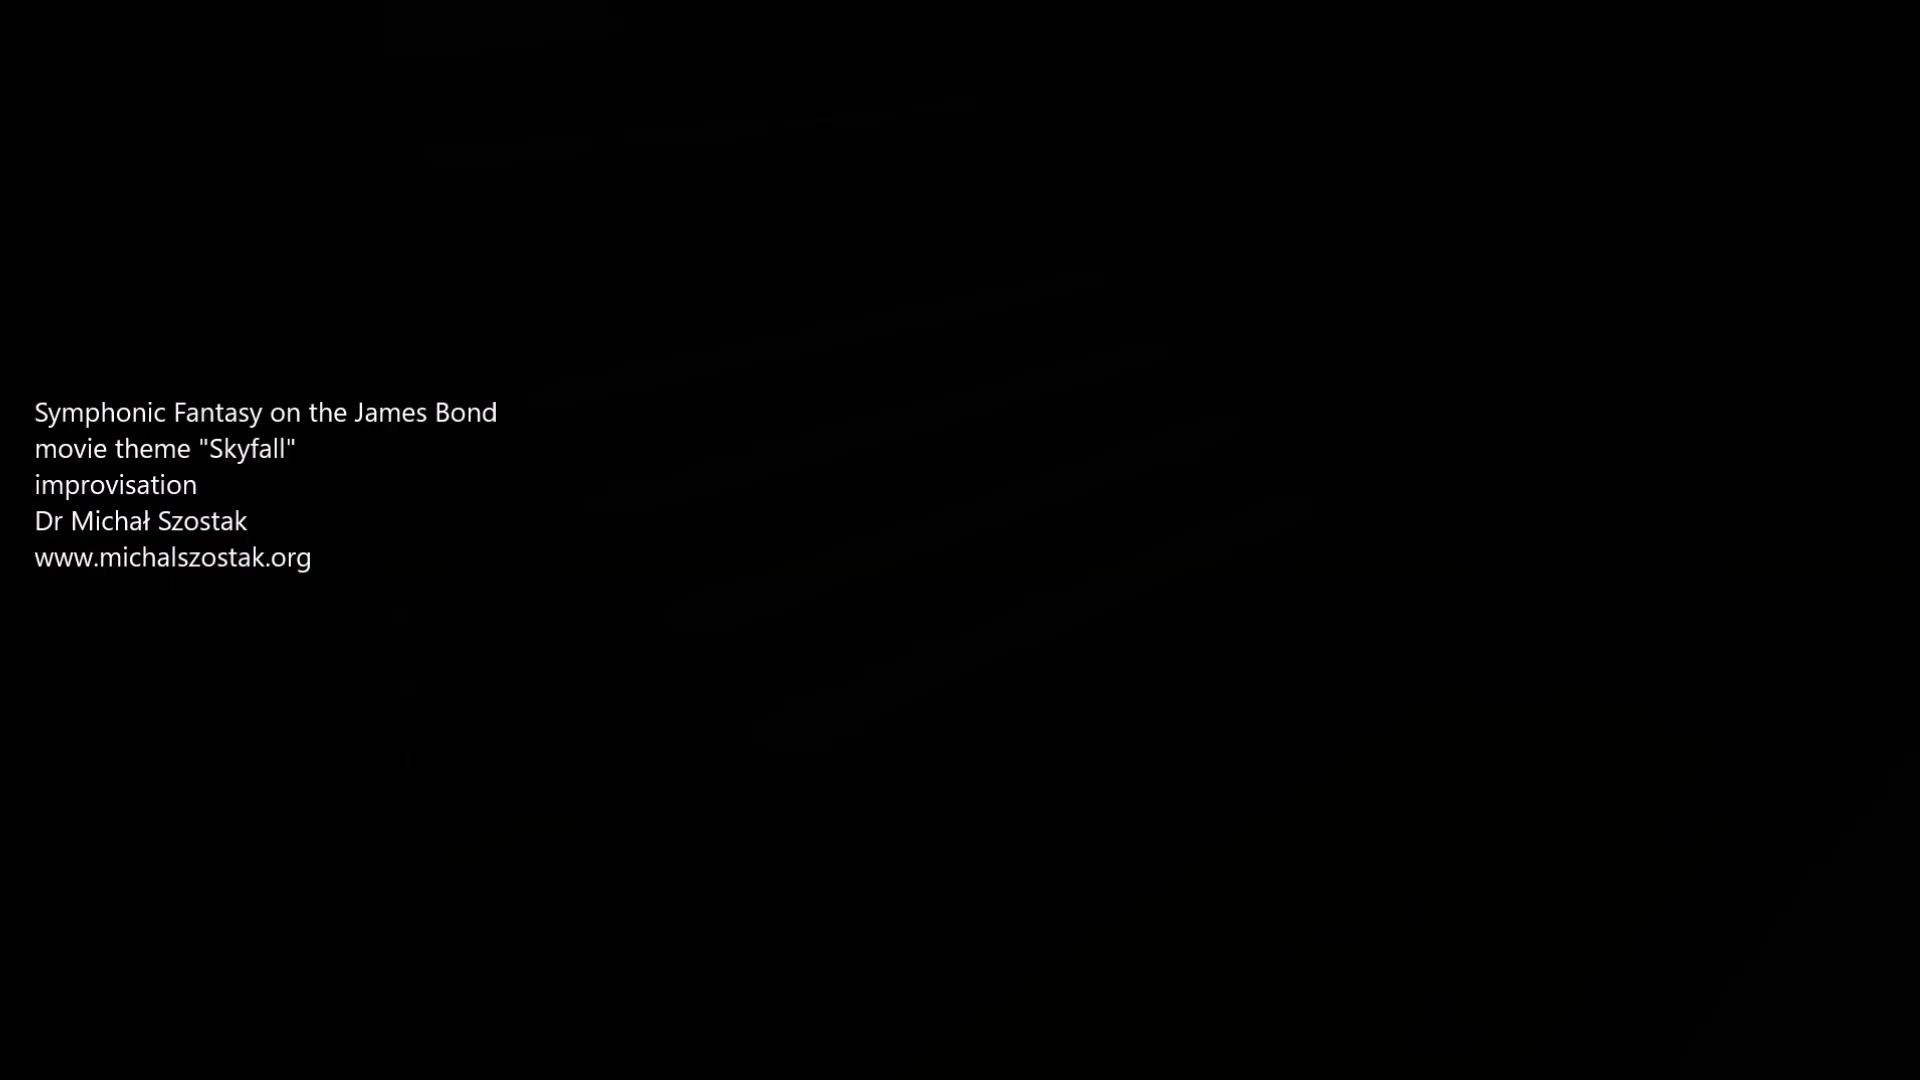 Symphonic Fantasy on the James Bond
movie theme "Skyfall"
improvisation
Dr Michał Szostak
www.michalszostak.org